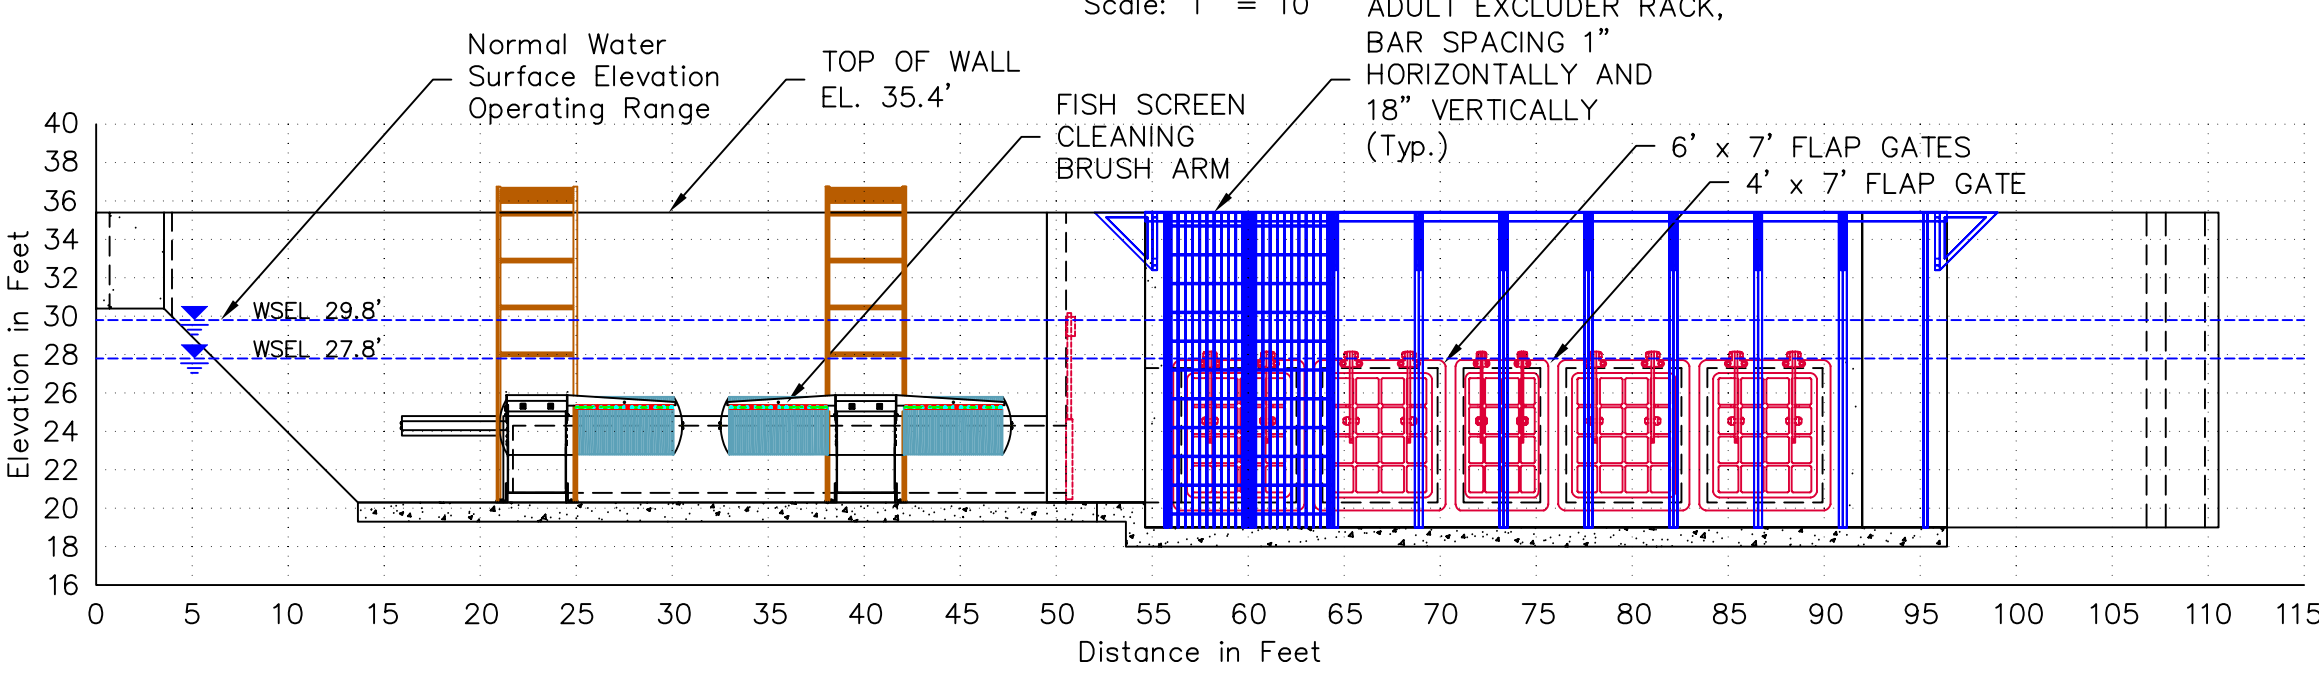 Scale: 1" = 10'
ADULT EXCLUDER RACK,
BAR SPACING 1”
HORIZONTALLY AND
18” VERTICALLY
(Typ.)
Normal Water
Surface Elevation
Operating Range
TOP OF WALL
EL. 35.4’
FISH SCREEN
CLEANING
BRUSH ARM
6’ x 7’ FLAP GATES
4’ x 7’ FLAP GATE
WSEL 29.8’
WSEL 27.8’
Elevation in Feet
40
38
36
34
32
30
28
26
24
22
20
18
16
0 5 10 15 20 25 30 35 40 45 50 55 60 65 70 75 80 85 90 95 100 105 110 115
Distance in Feet